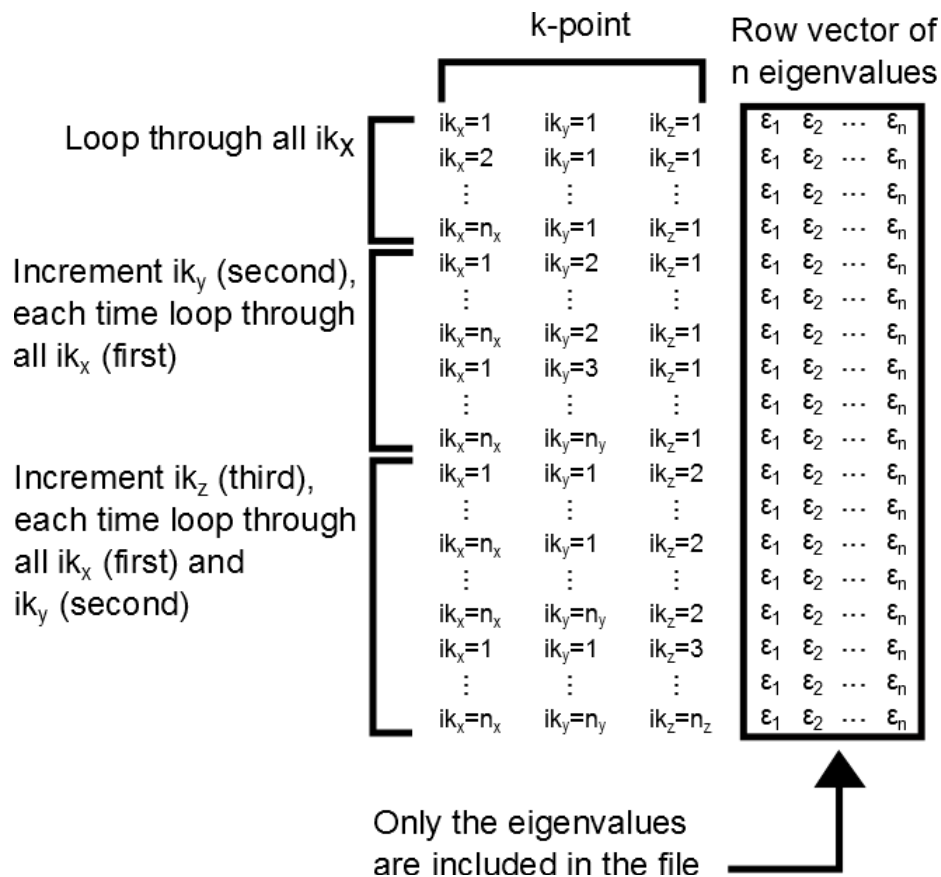 k-point
Row vector of
n eigenvalues
Loop through all ikx
Increment iky (second),
each time loop through
all ikx (first)
Increment ikz (third),
each time loop through
all ikx (first) and
iky (second)
ikx=1 iky=1 ikz=1 ε1 ε2 ... εn
ikx=2 iky=1 ikz=1 ε1 ε2 ... εn
⋮ ⋮ ⋮ ε1 ε2 ... εn
ikx=nx iky=1 ikz=1 ε1 ε2 ... εn
ikx=1 iky=2 ikz=1 ε1 ε2 ... εn
⋮ ⋮ ⋮ ε1 ε2 ... εn
ikx=nx iky=2 ikz=1 ε1 ε2 ... εn
ikx=1 iky=3 ikz=1 ε1 ε2 ... εn
⋮ ⋮ ⋮ ε1 ε2 ... εn
ikx=nx iky=ny ikz=1 ε1 ε2 ... εn
ikx=1 iky=1 ikz=2 ε1 ε2 ... εn
⋮ ⋮ ⋮ ε1 ε2 ... εn
ikx=nx iky=1 ikz=2 ε1 ε2 ... εn
⋮ ⋮ ⋮ ε1 ε2 ... εn
ikx=nx iky=ny ikz=2 ε1 ε2 ... εn
ikx=1 iky=1 ikz=3 ε1 ε2 ... εn
⋮ ⋮ ⋮ ε1 ε2 ... εn
ikx=nx iky=ny ikz=nz ε1 ε2 ... εn
Only the eigenvalues
are included in the file